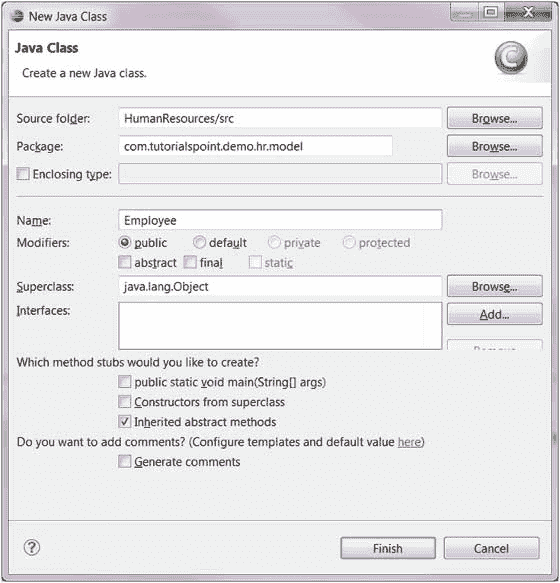 New Java Class
Java Class
Create a new Java class.
Source folder: HumanResources/src Browse...
Package: com.tutorialspoint.demo.hr.model Browse...
Enclosing type: Browse...
Name: Employee
Modifiers: public default private protected
abstract final static
Superclass: java.lang.Object Browse...
Interfaces: Add...
Which method stubs would you like to create?
public static void main(String[] args)
Constructors from superclass
Inherited abstract methods
Do you want to add comments? (Configure templates and default value here)
Generate comments
Finish Cancel